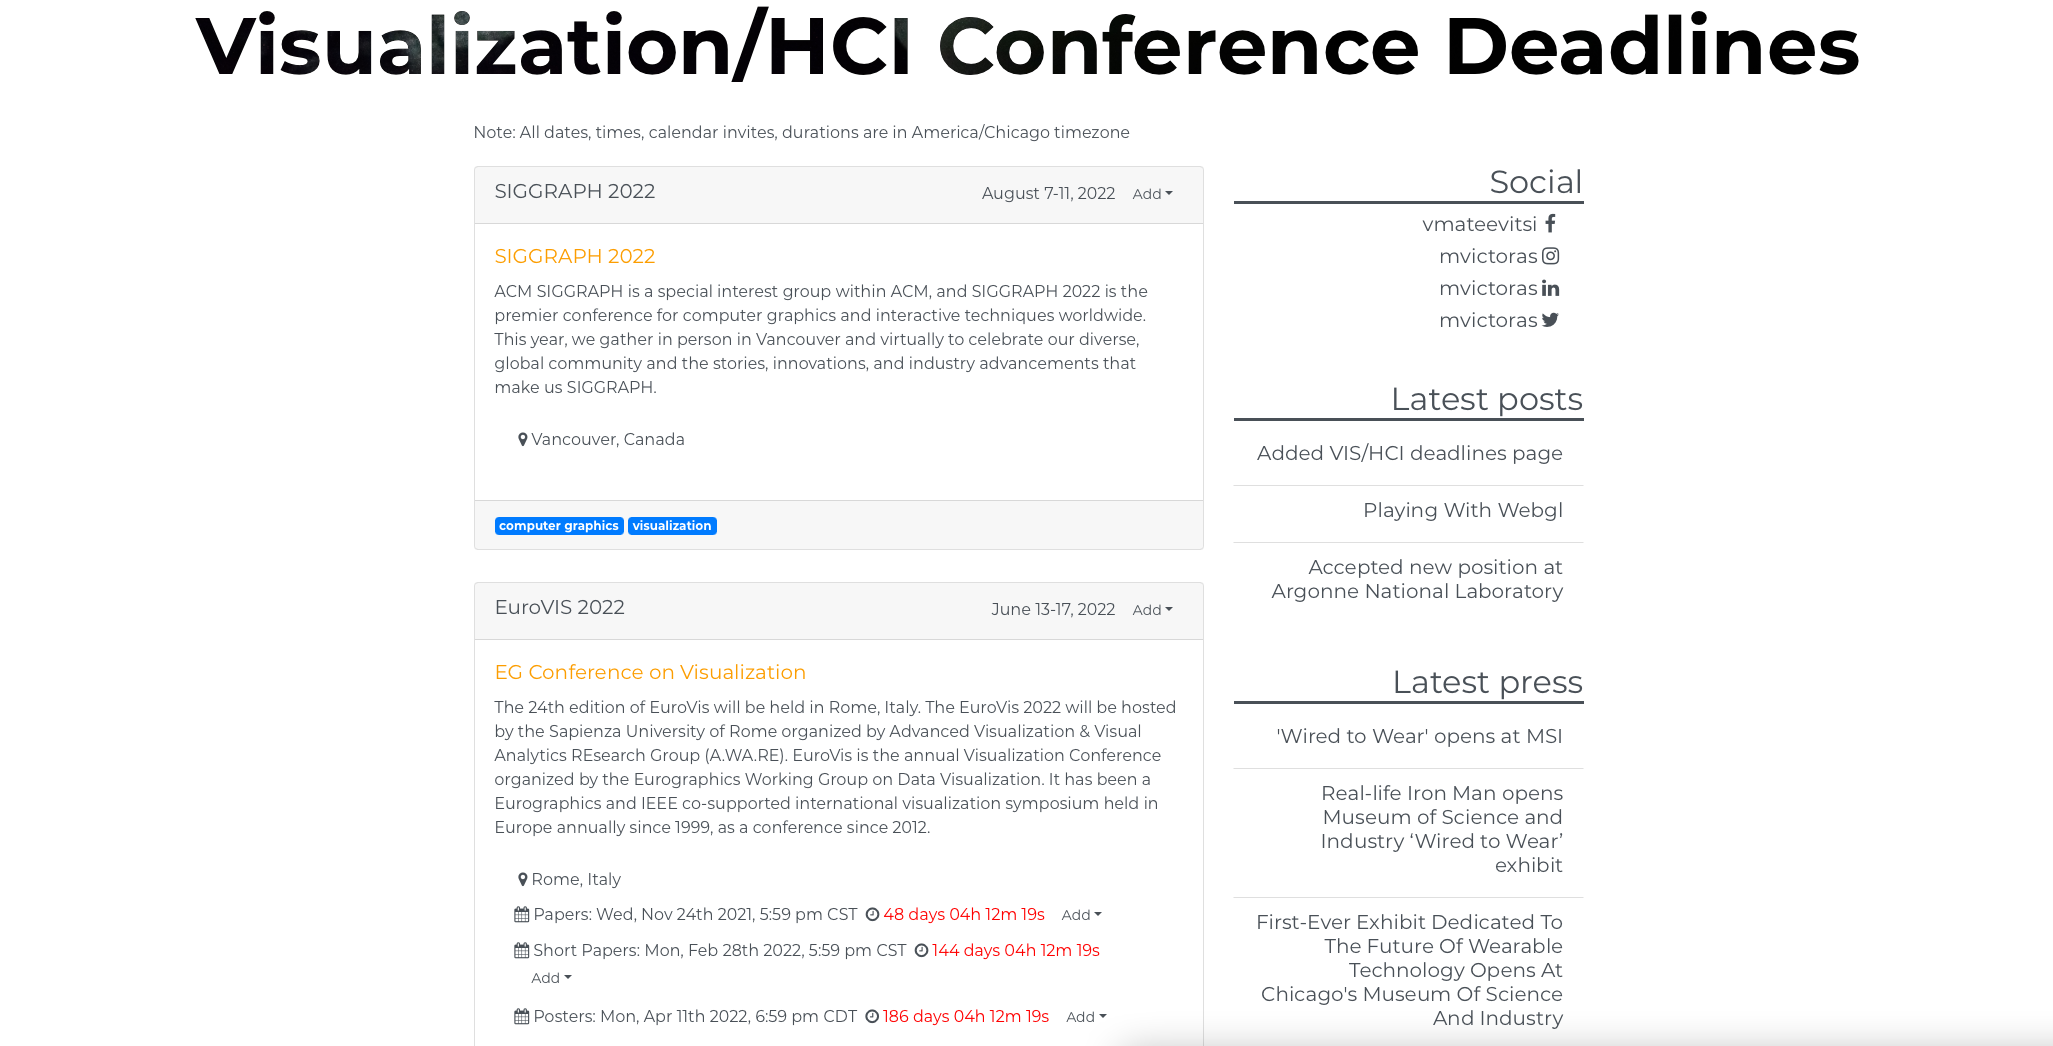 Visualization/HCI Conference Deadlines
Note: All dates, times, calendar invites, durations are in America/Chicago timezone
SIGGRAPH 2022
August 7-11, 2022
Add
SIGGRAPH 2022
ACM SIGGRAPH is a special interest group within ACM, and SIGGRAPH 2022 is the
premier conference for computer graphics and interactive techniques worldwide.
This year, we gather in person in Vancouver and virtually to celebrate our diverse,
global community and the stories, innovations, and industry advancements that
make us SIGGRAPH.
Vancouver, Canada
computer graphics visualization
EuroVIS 2022
June 13-17, 2022
Add
EG Conference on Visualization
The 24th edition of EuroVis will be held in Rome, Italy. The EuroVis 2022 will be hosted
by the Sapienza University of Rome organized by Advanced Visualization & Visual
Analytics REsearch Group (A.WA.RE). EuroVis is the annual Visualization Conference
organized by the Eurographics Working Group on Data Visualization. It has been a
Eurographics and IEEE co-supported international visualization symposium held in
Europe annually since 1999, as a conference since 2012.
Rome, Italy
Papers: Wed, Nov 24th 2021, 5:59 pm CST 48 days 04h 12m 19s Add
Short Papers: Mon, Feb 28th 2022, 5:59 pm CST 144 days 04h 12m 19s
Add
Posters: Mon, Apr 11th 2022, 6:59 pm CDT 186 days 04h 12m 19s Add
Social
vmateevitsi
mvictoras
mvictoras
mvictoras
Latest posts
Added VIS/HCI deadlines page
Playing With Webgl
Accepted new position at
Argonne National Laboratory
Latest press
'Wired to Wear' opens at MSI
Real-life Iron Man opens
Museum of Science and
Industry ‘Wired to Wear’
exhibit
First-Ever Exhibit Dedicated To
The Future Of Wearable
Technology Opens At
Chicago's Museum Of Science
And Industry